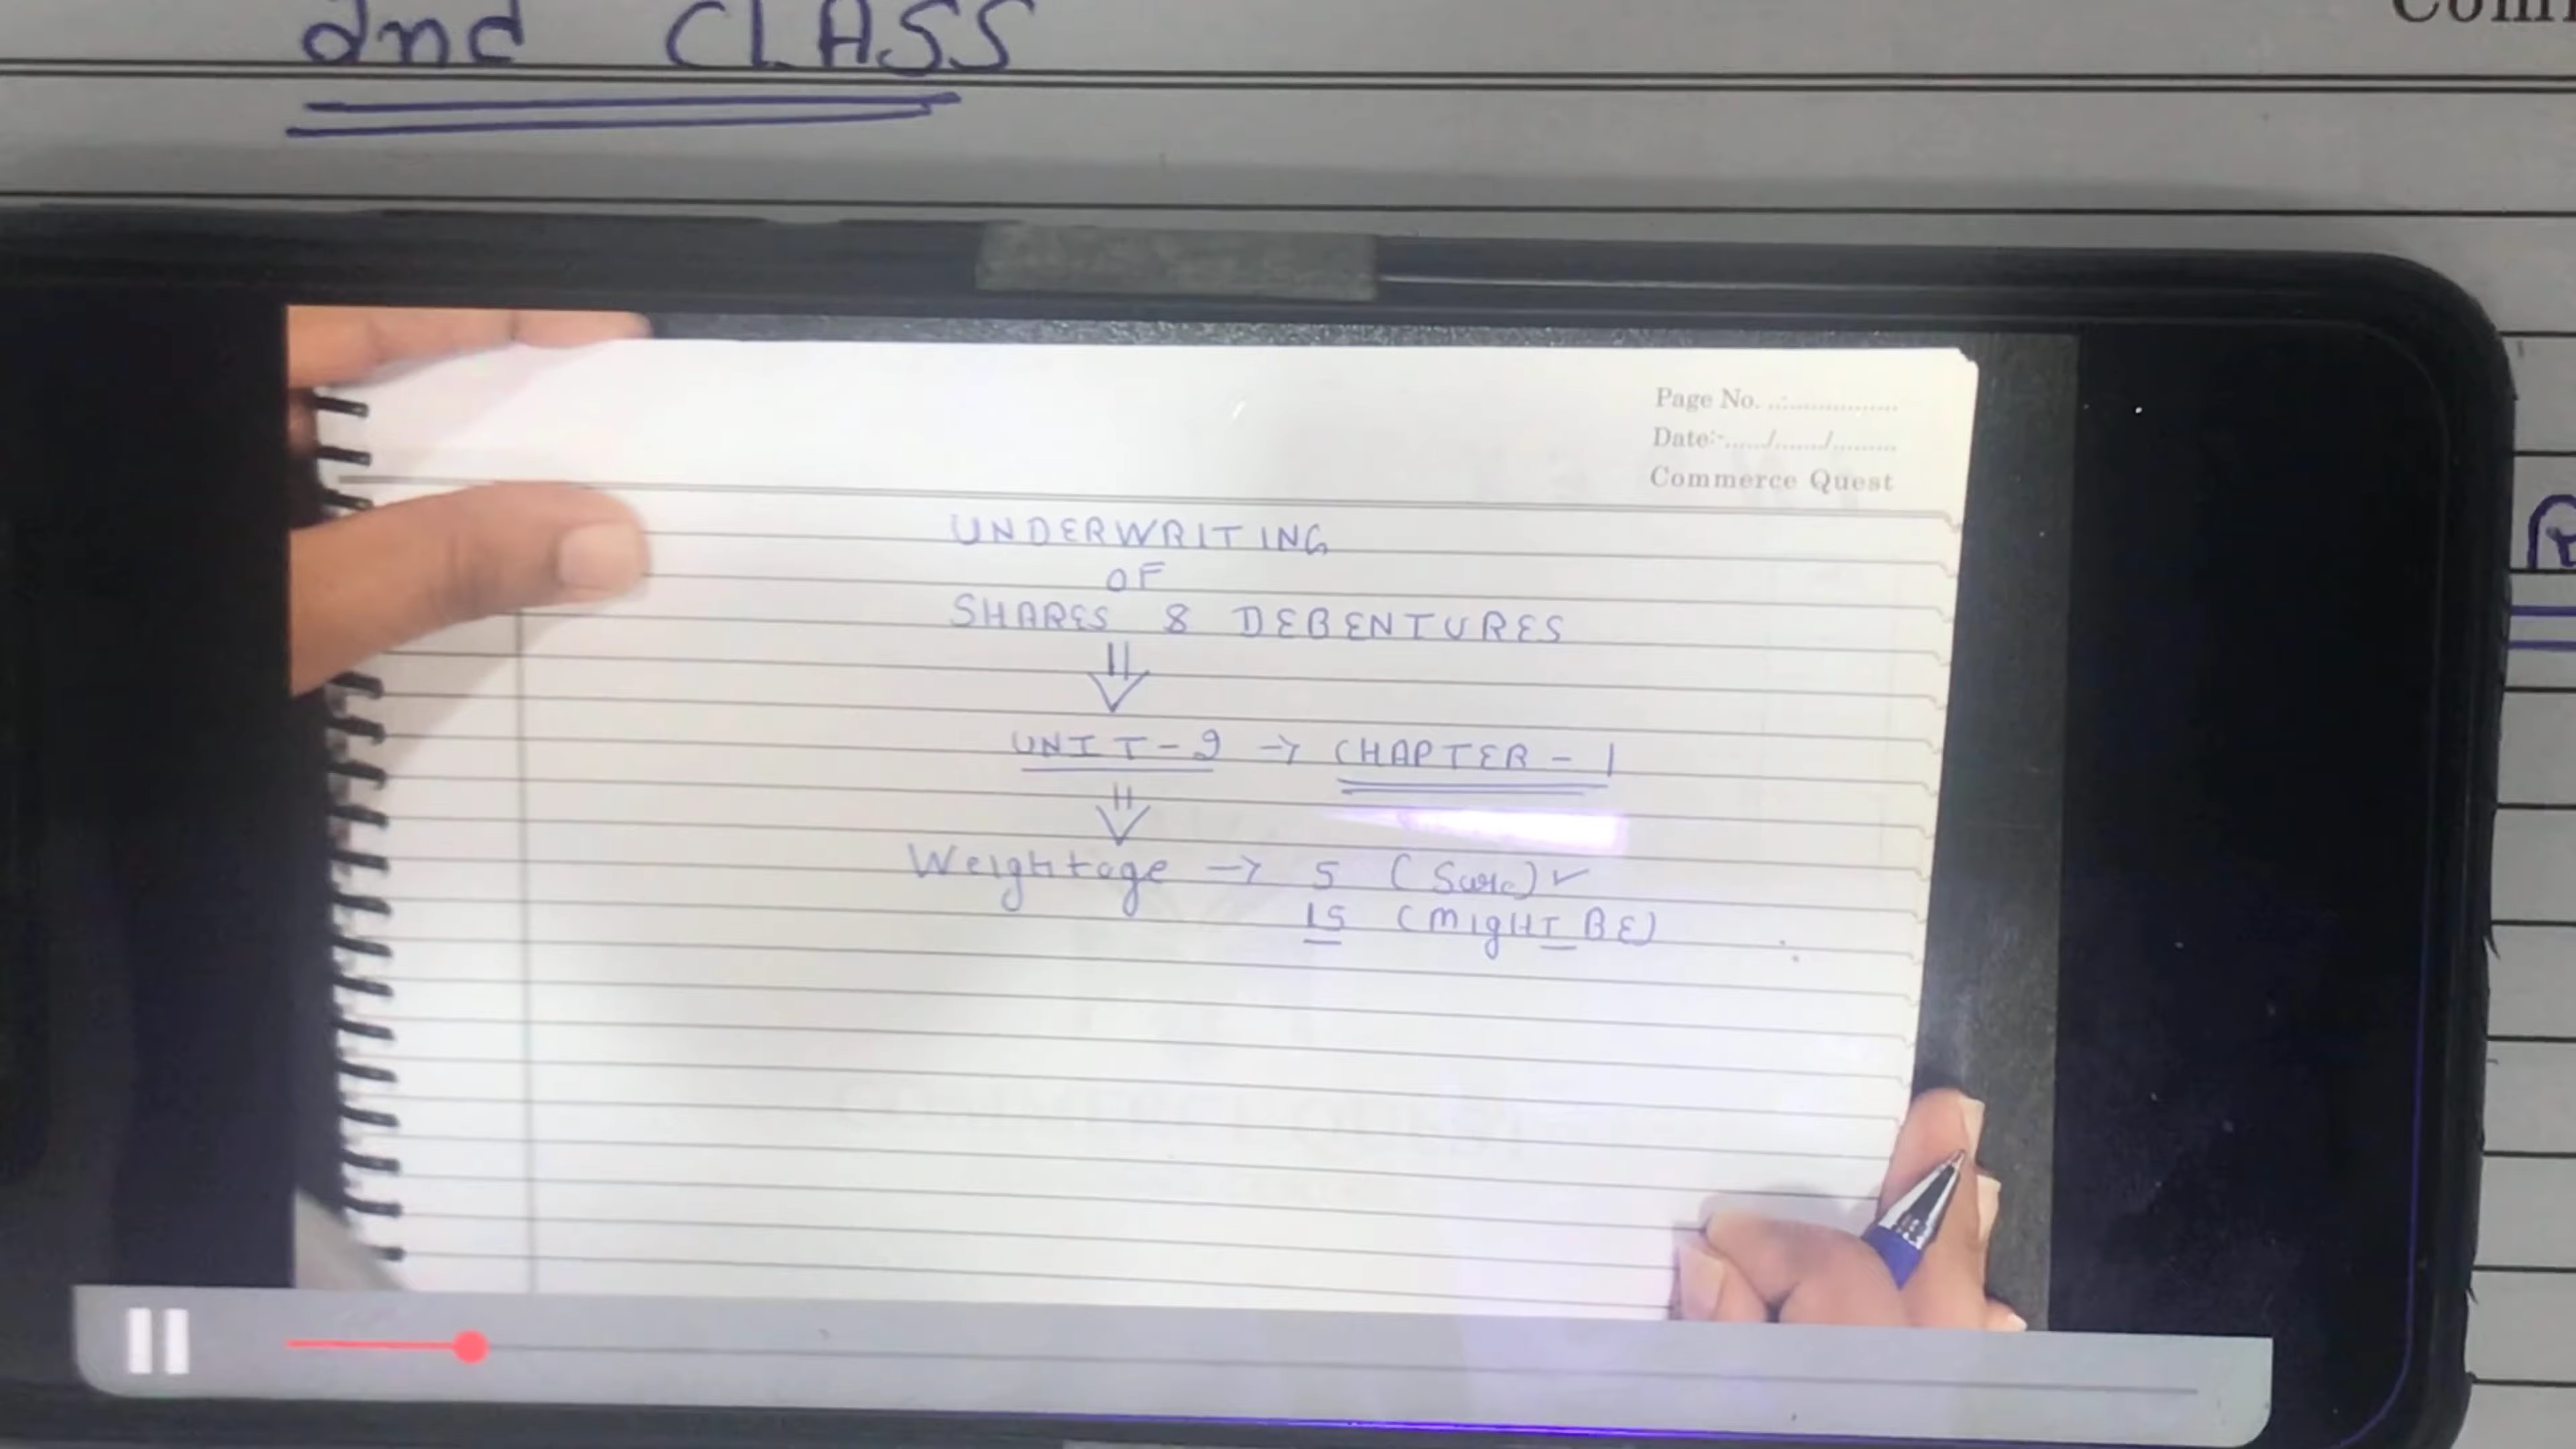 2nd CLASS
Page No. ....................
Date:-....../......./.........
Commerce Quest
UNDERWRITING
OF
SHARES & DEBENTURES
UNIT-2 → CHAPTER - 1
Weightage → 5 (Sure) ✓
15 (Might BE)